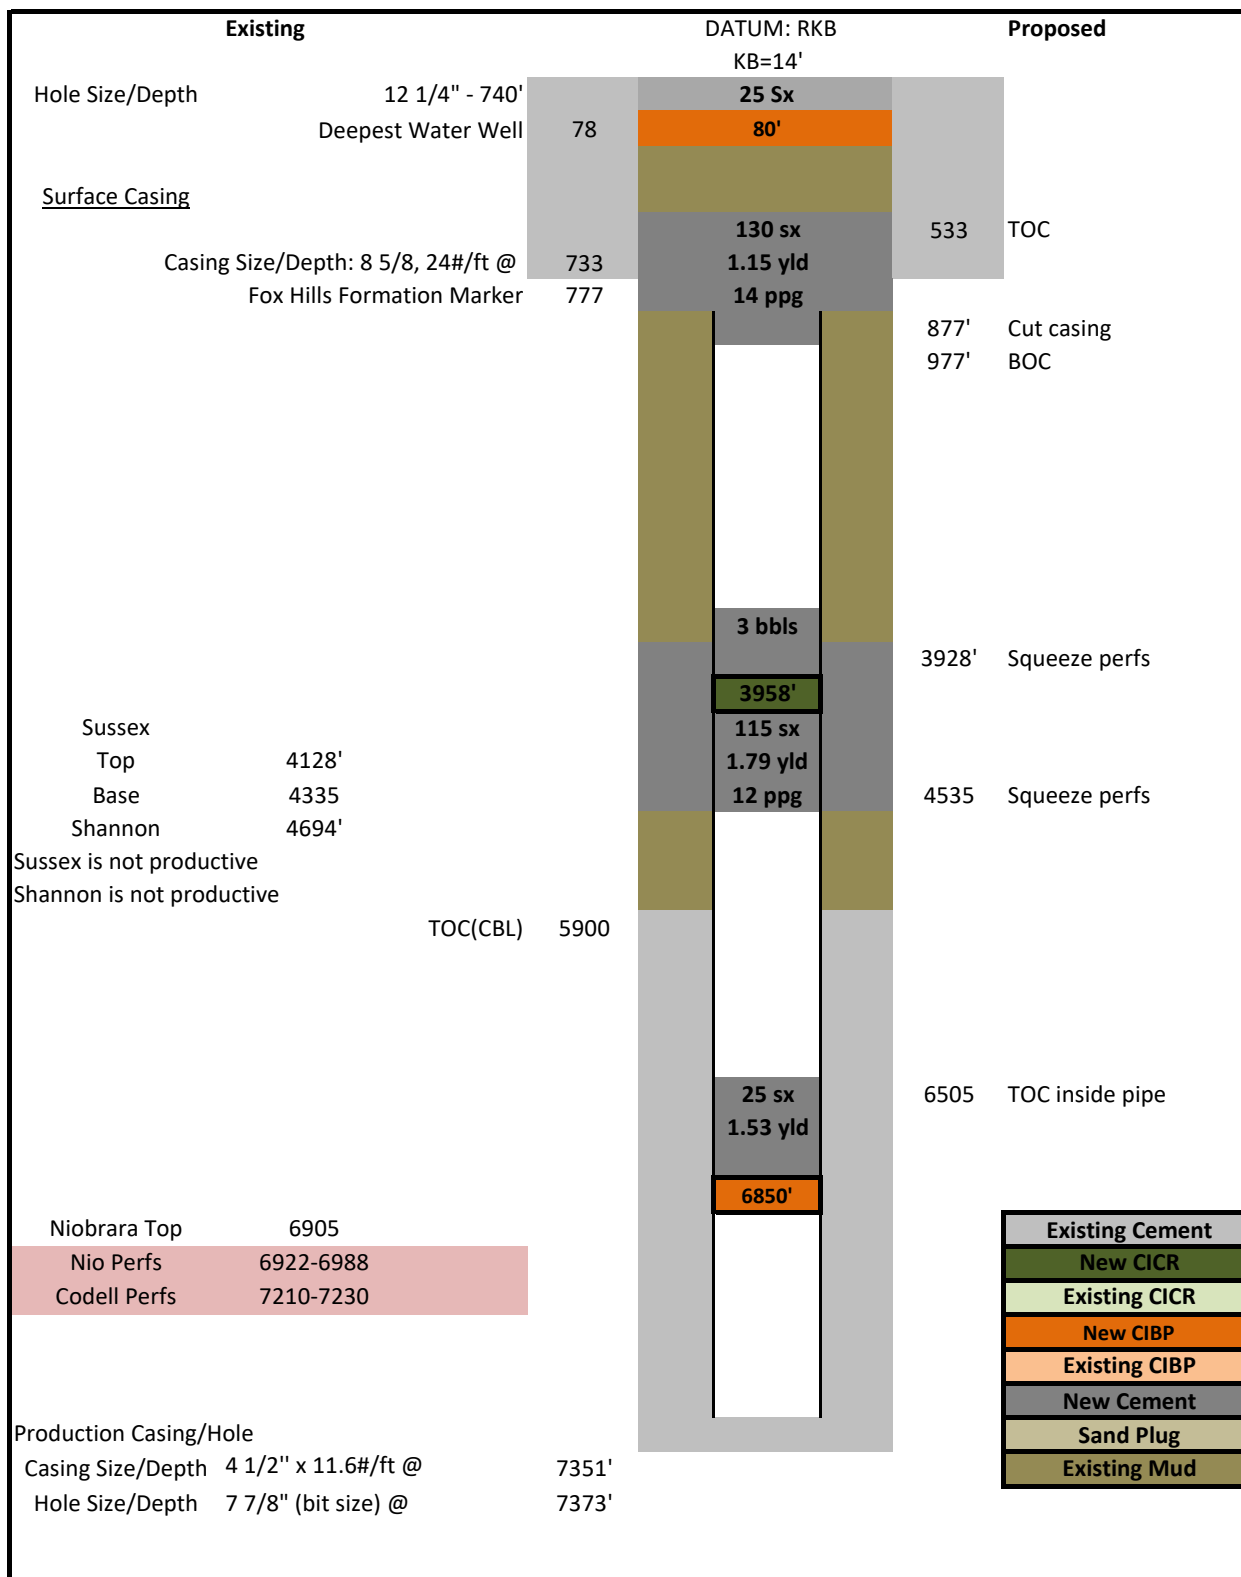 Existing DATUM: RKB Proposed
KB=14'
Hole Size/Depth 12 1/4" - 740' 25 Sx
Deepest Water Well 78 80'
Surface Casing
130 sx 533 TOC
Casing Size/Depth: 8 5/8, 24#/ft @ 733 1.15 yld
Fox Hills Formation Marker 777 14 ppg
877' Cut casing
977' BOC
3 bbls
3928' Squeeze perfs
3958'
Sussex 115 sx
Top 4128' 1.79 yld
Base 4335 12 ppg 4535 Squeeze perfs
Shannon 4694'
Sussex is not productive
Shannon is not productive
TOC(CBL) 5900
25 sx 6505 TOC inside pipe
1.53 yld
6850'
Niobrara Top 6905 Existing Cement
Nio Perfs 6922-6988 New CICR
Codell Perfs 7210-7230 Existing CICR
New CIBP
Existing CIBP
New Cement
Production Casing/Hole Sand Plug
Casing Size/Depth 4 1/2'' x 11.6#/ft @ 7351' Existing Mud
Hole Size/Depth 7 7/8" (bit size) @ 7373'